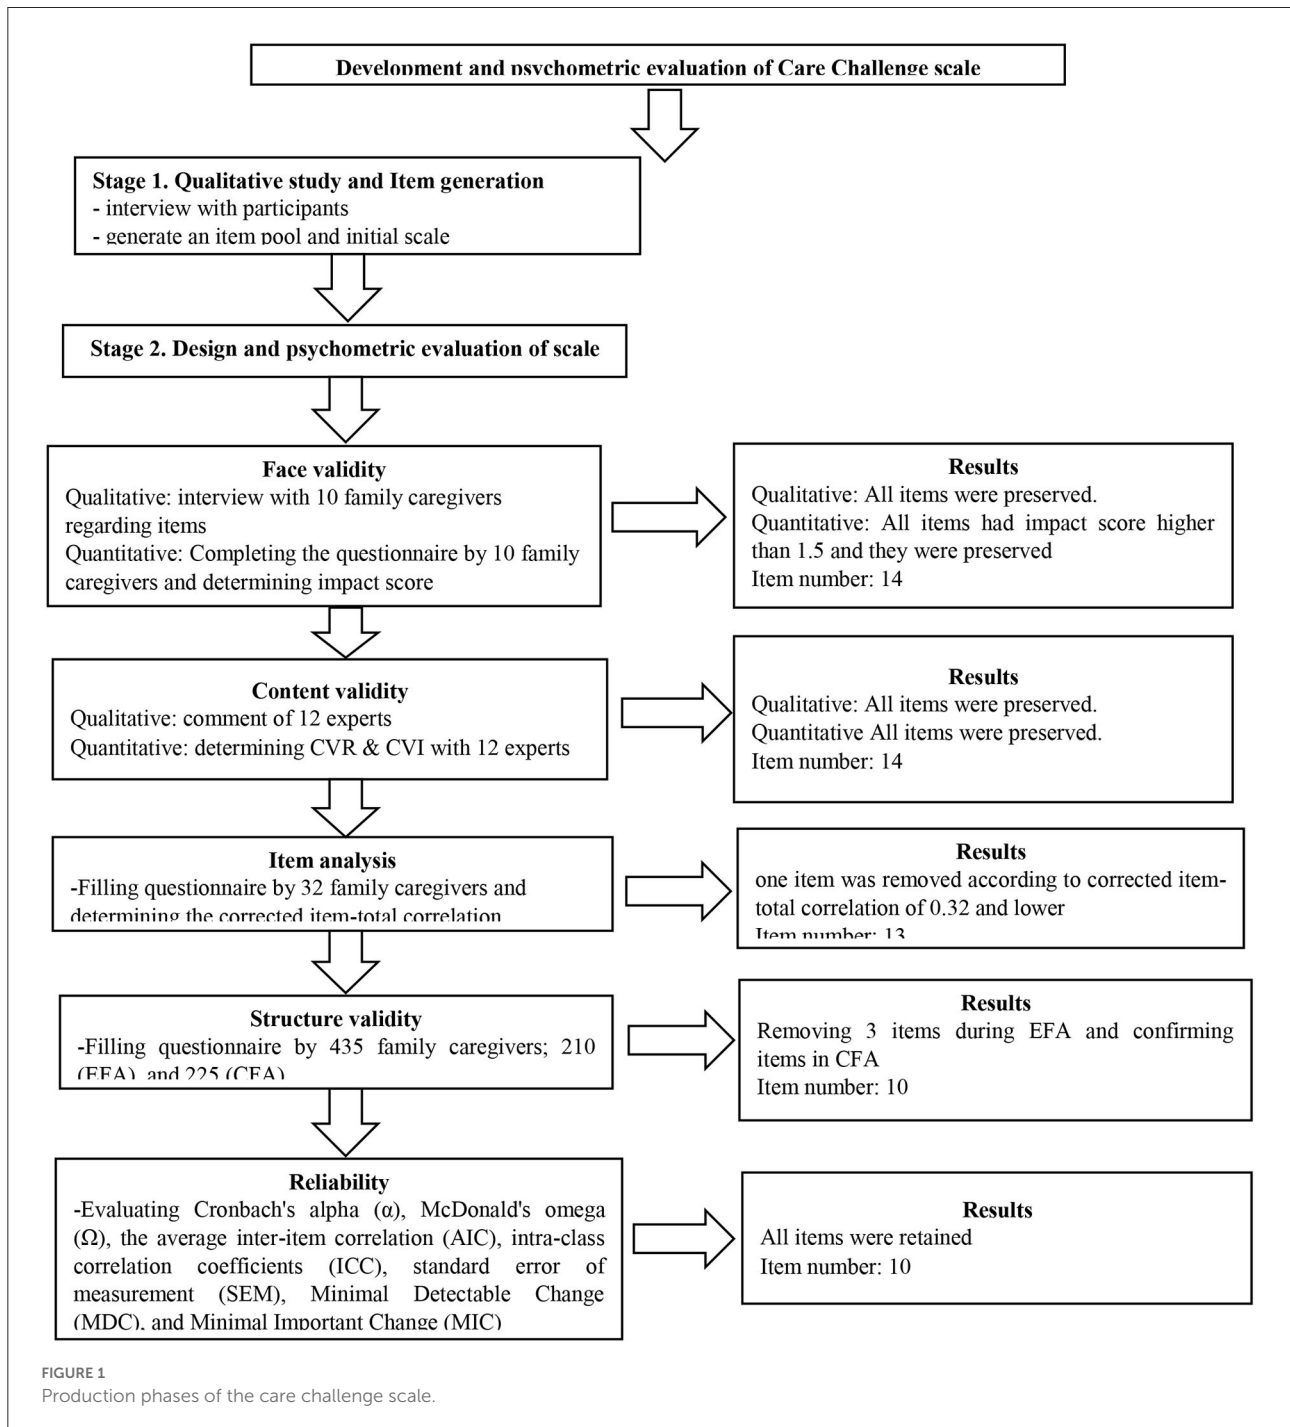 Development and psychometric evaluation of Care Challenge scale
Stage 1. Qualitative study and Item generation
- interview with participants
- generate an item pool and initial scale
Stage 2. Design and psychometric evaluation of scale
Face validity
Qualitative: interview with 10 family caregivers
regarding items
Quantitative: Completing the questionnaire by 10 family
caregivers and determining impact score
Results
Qualitative: All items were preserved.
Quantitative: All items had impact score higher
than 1.5 and they were preserved
Item number: 14
Content validity
Qualitative: comment of 12 experts
Quantitative: determining CVR & CVI with 12 experts
Results
Qualitative: All items were preserved.
Quantitative All items were preserved.
Item number: 14
Item analysis
-Filling questionnaire by 32 family caregivers and
determining the corrected item-total correlation
Results
one item was removed according to corrected item-
total correlation of 0.32 and lower
Item number: 13
Structure validity
-Filling questionnaire by 435 family caregivers; 210
(EFA), and 225 (CFA)
Results
Removing 3 items during EFA and confirming
items in CFA
Item number: 10
Reliability
-Evaluating Cronbach's alpha (α), McDonald's omega
(Ω), the average inter-item correlation (AIC), intra-class
correlation coefficients (ICC), standard error of
measurement (SEM), Minimal Detectable Change
(MDC), and Minimal Important Change (MIC)
Results
All items were retained
Item number: 10
FIGURE 1
Production phases of the care challenge scale.